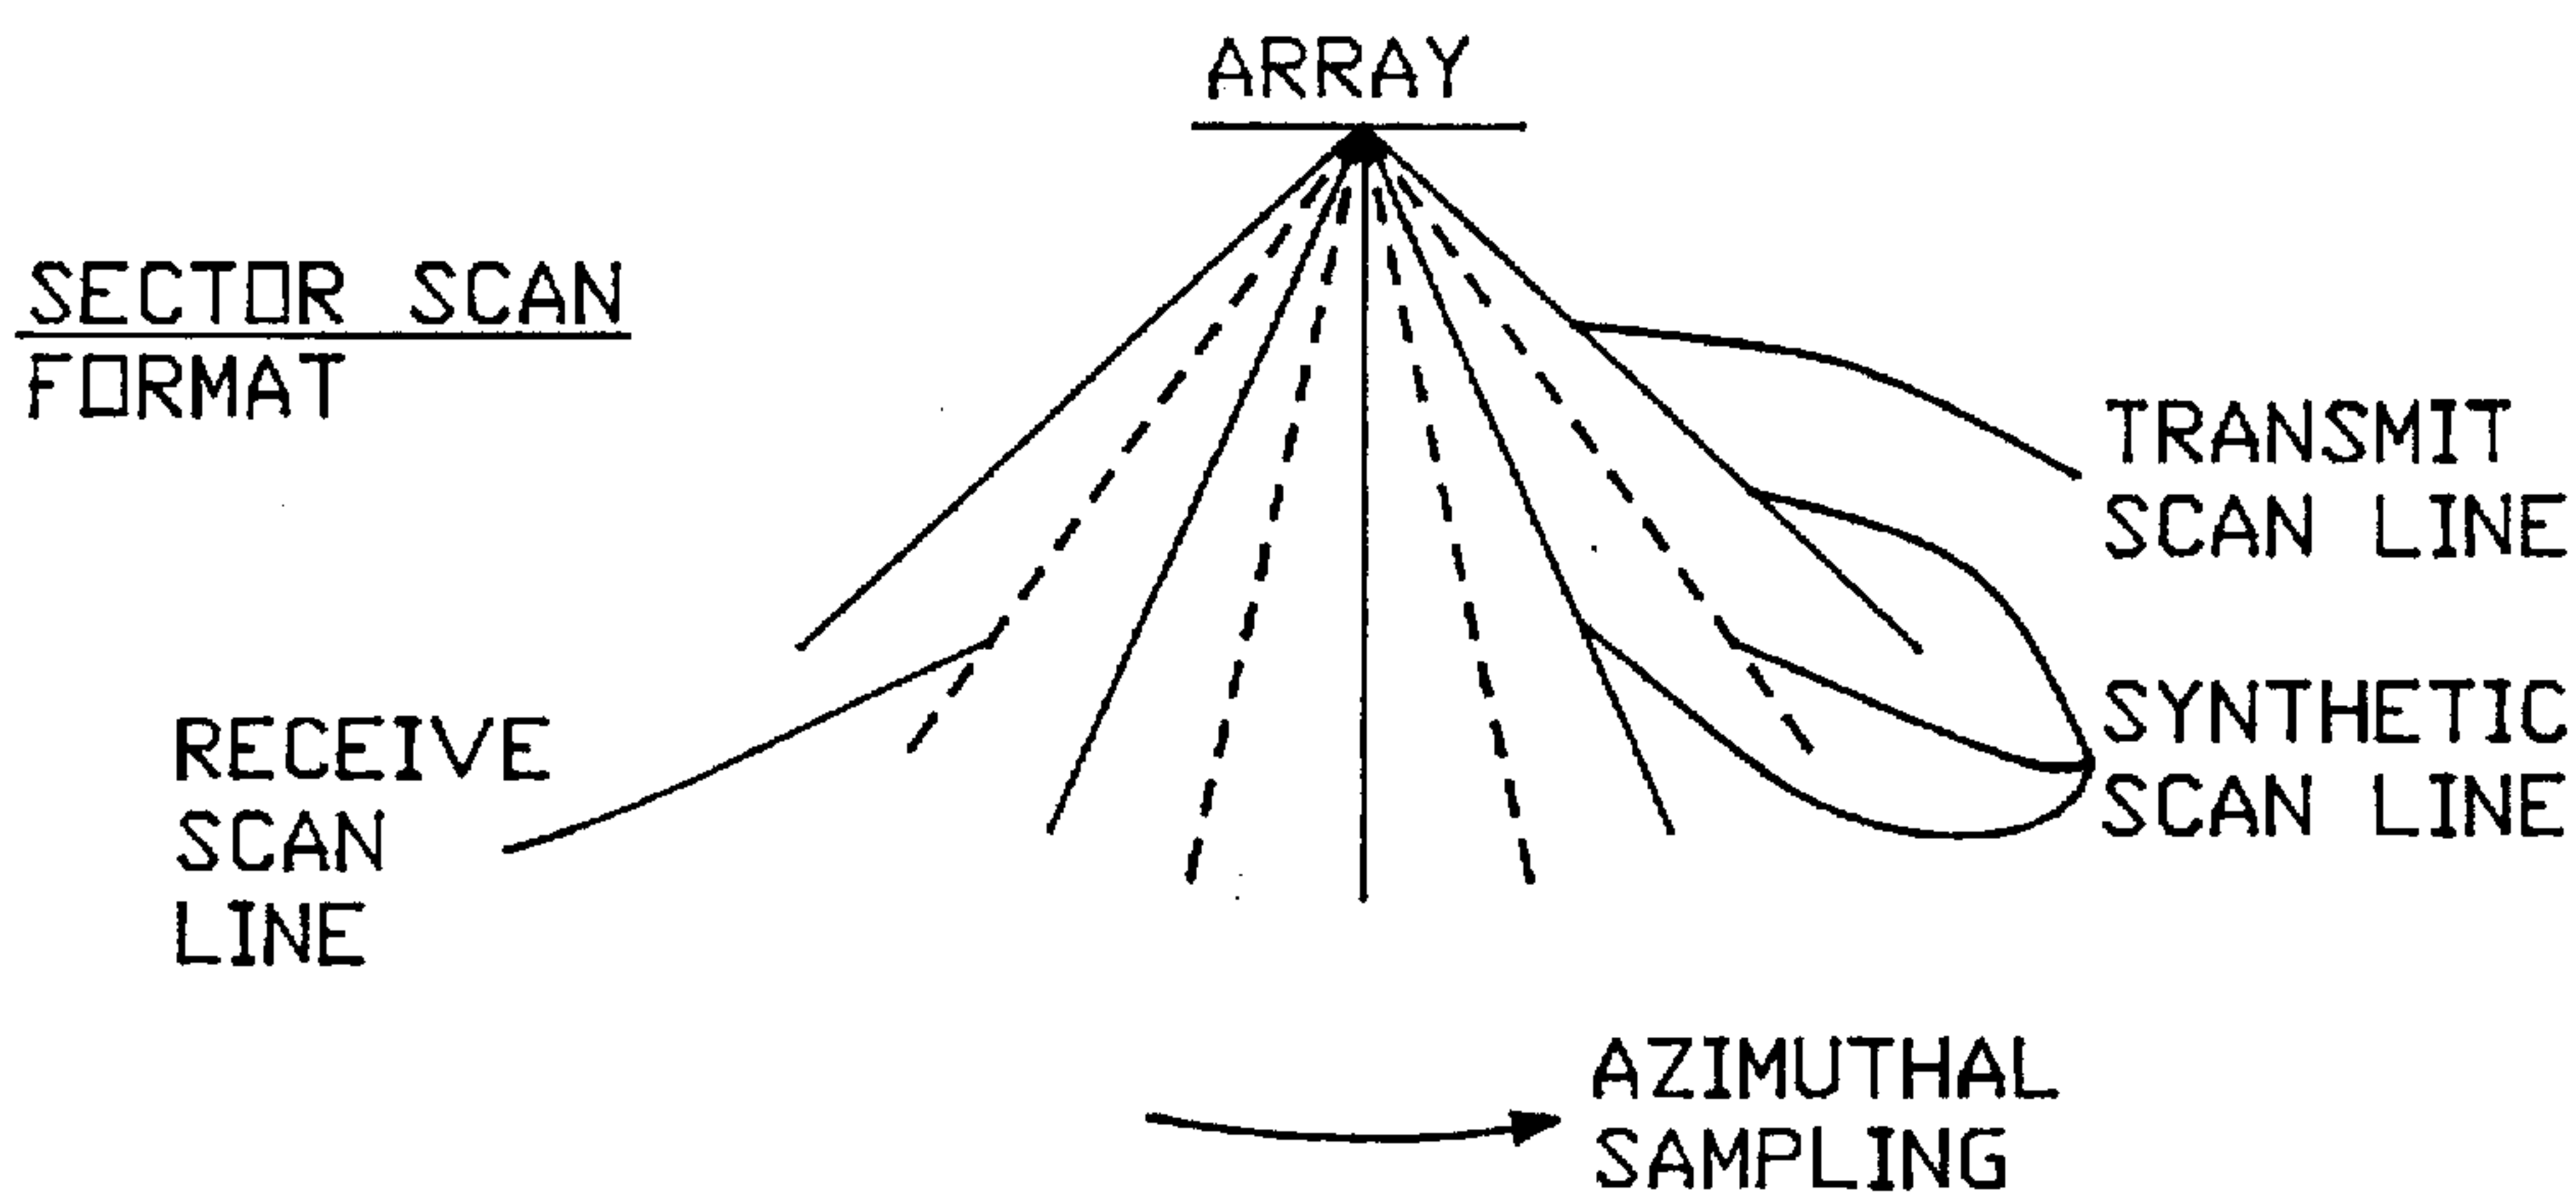 ARRAY
SECTOR SCAN
FORMAT
TRANSMIT
SCAN LINE
SYNTHETIC
SCAN LINE
RECEIVE
SCAN
LINE
AZIMUTHAL
SAMPLING